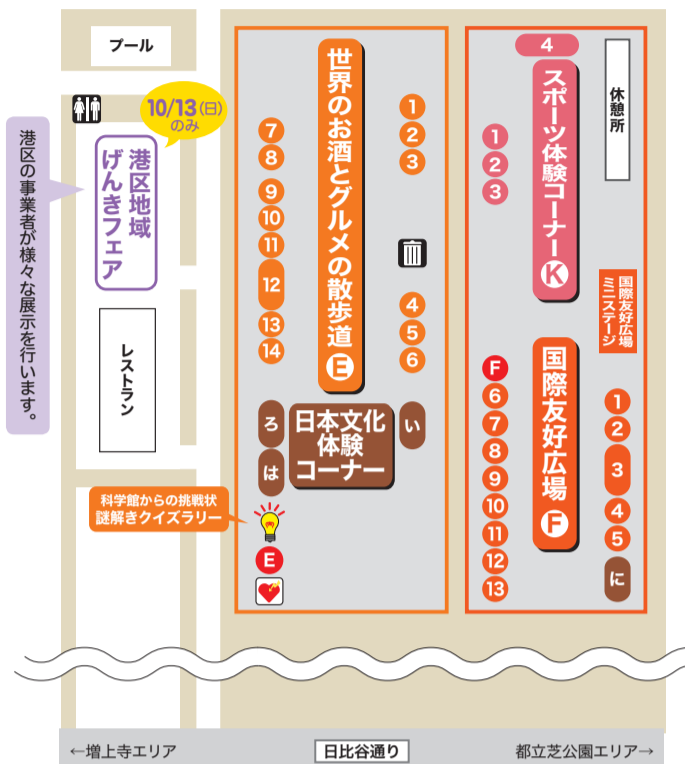 プール
10/13(日)
のみ
港区地域
げんきフェア
港区の事業者が様々な展示を行います。
レストラン
世界のお酒とグルメの散歩道 E
7
8
9
10
11
12
13
14
1
2
3
4
5
6
ろ
は
日本文化
体験
コーナー
い
科学館からの挑戦状
謎解きクイズラリー
E
4
スポーツ体験コーナー K
1
2
3
休憩所
国際友好広場
ミニステージ
国際友好広場 F
F
6
7
8
9
10
11
12
13
1
2
3
4
5
に
←増上寺エリア
日比谷通り
都立芝公園エリア→